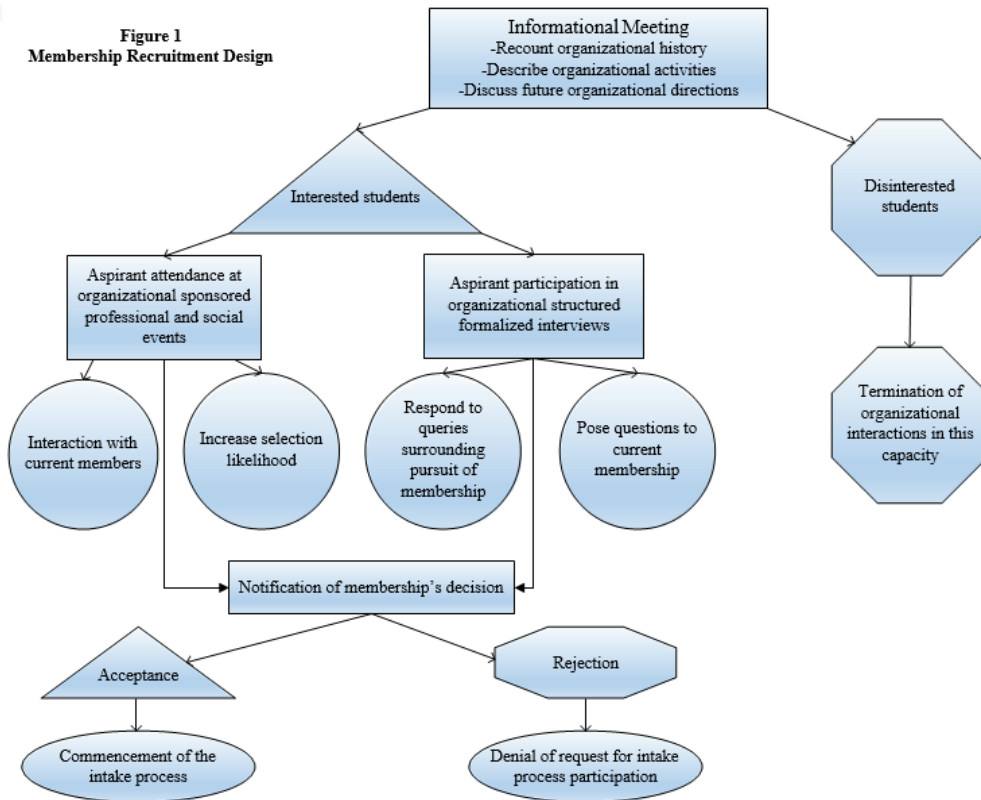 Figure 1
Membership Recruitment Design
Informational Meeting
-Recount organizational history
-Describe organizational activities
-Discuss future organizational directions
Interested students
Disinterested
students
Aspirant attendance at
organizational sponsored
professional and social
events
Aspirant participation in
organizational structured
formalized interviews
Interaction with
current members
Increase selection
likelihood
Respond to
queries
surrounding
pursuit of
membership
Pose questions to
current
membership
Termination of
organizational
interactions in this
capacity
Notification of membership’s decision
Acceptance
Rejection
Commencement of the
intake process
Denial of request for intake
process participation